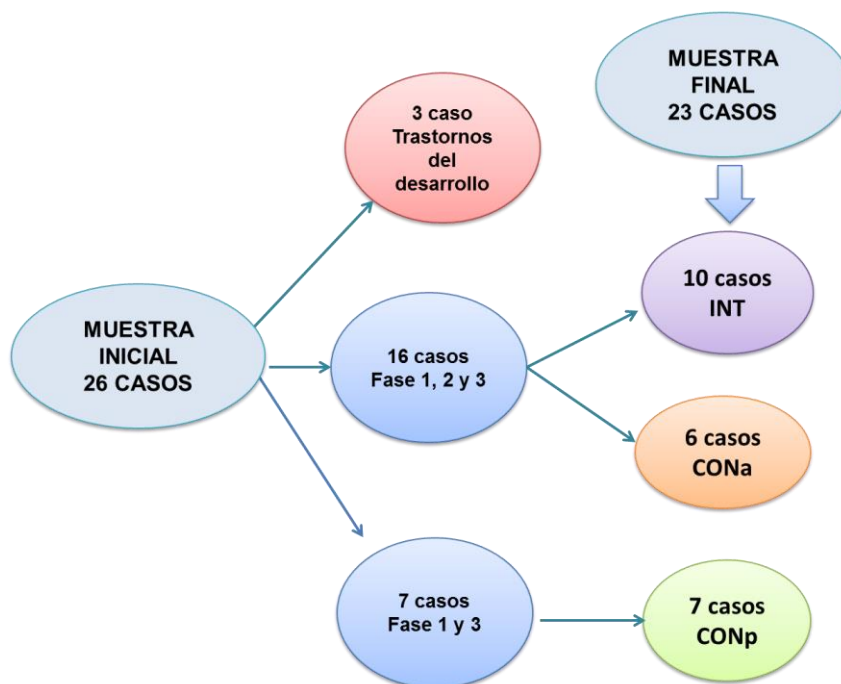 MUESTRA
FINAL
23 CASOS
3 caso
Trastornos
del
desarrollo
10 casos
INT
MUESTRA
INICIAL
26 CASOS
16 casos
Fase 1, 2 y 3
6 casos
CONa
7 casos
Fase 1 y 3
7 casos
CONp